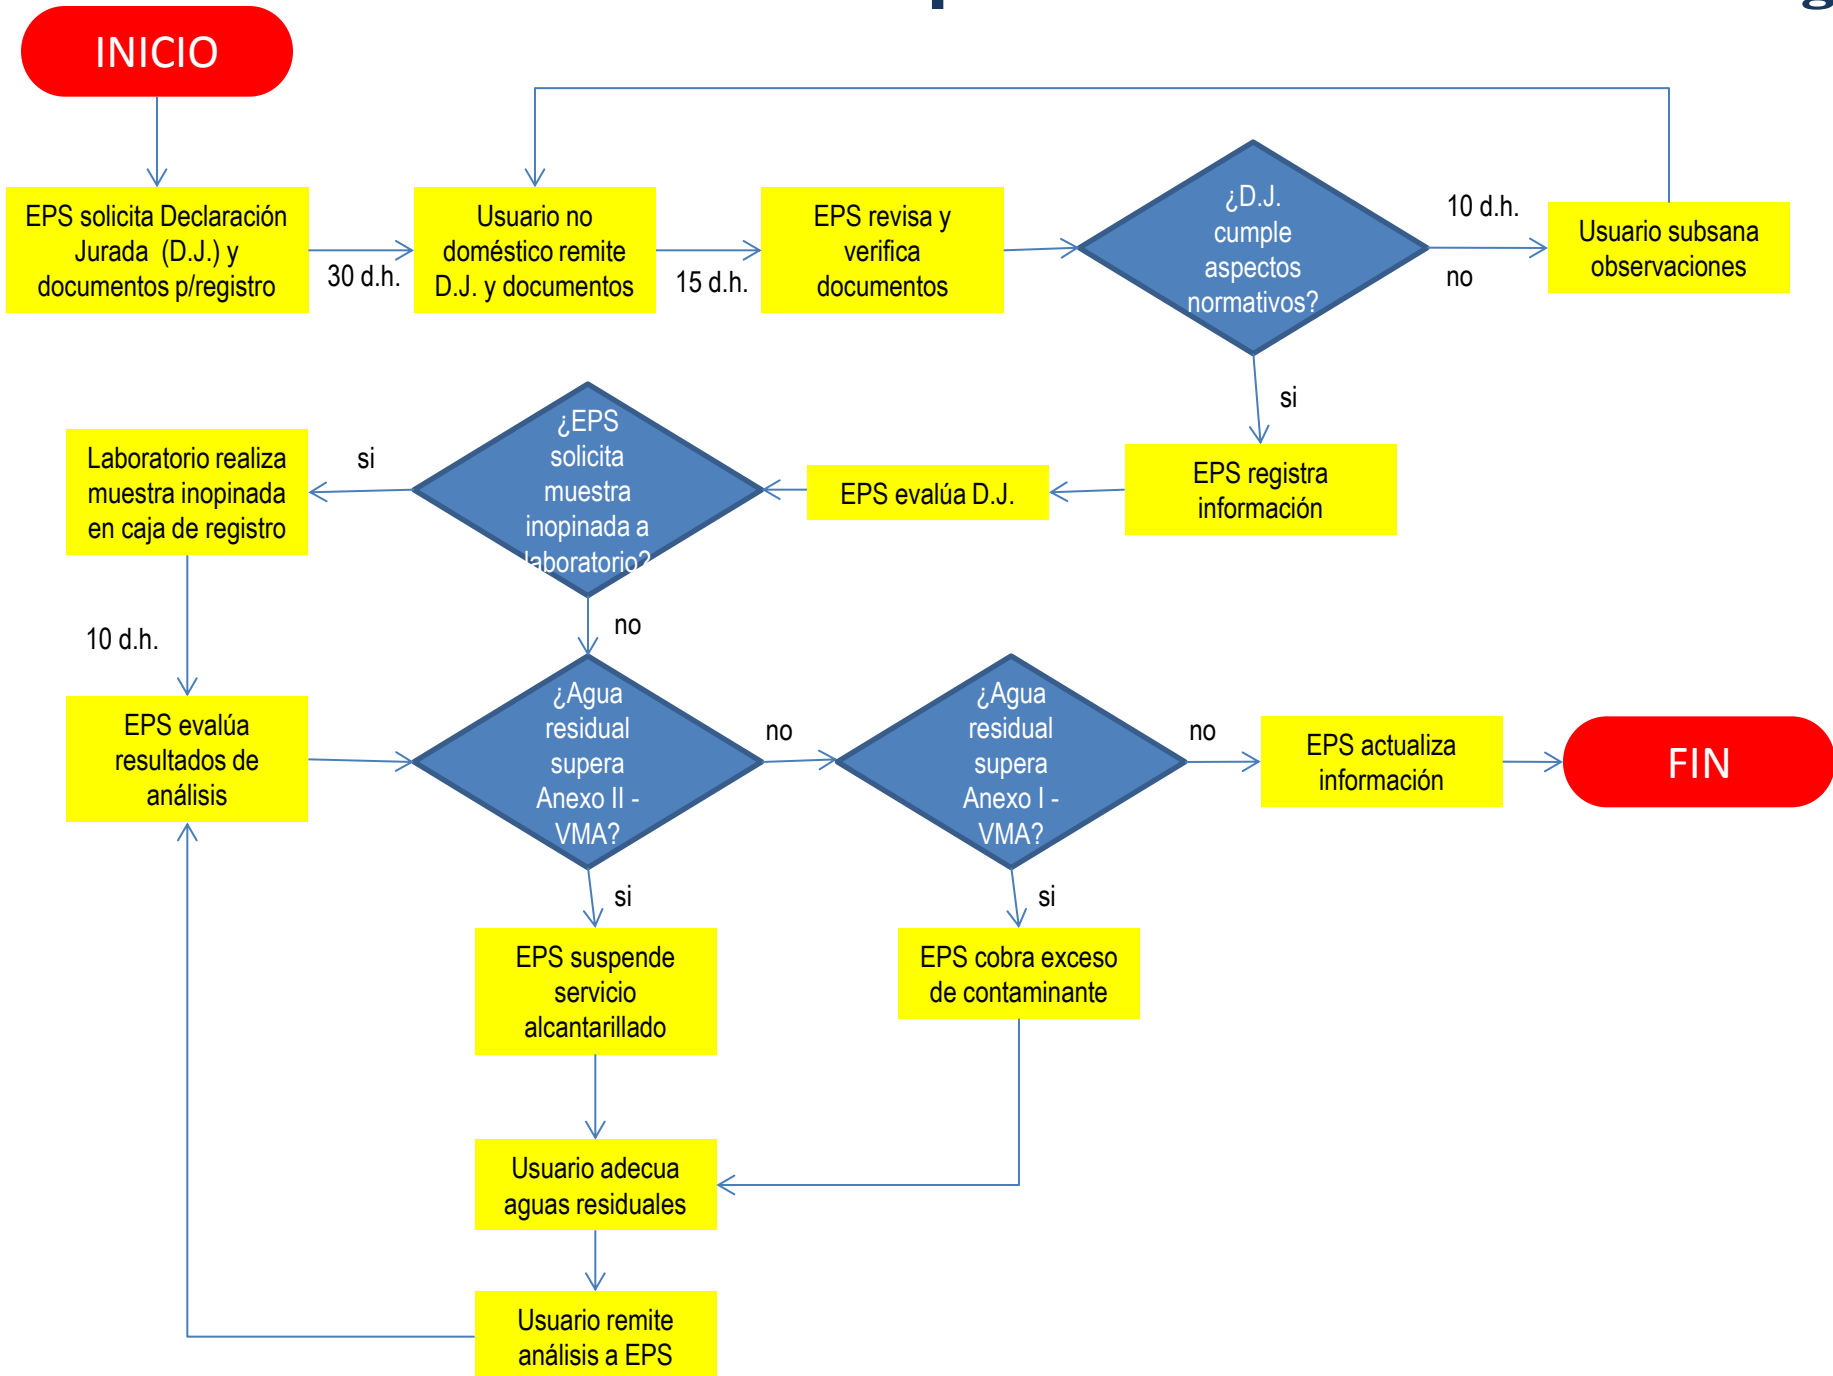 INICIO
EPS solicita Declaración
Jurada (D.J.) y
documentos p/registro
30 d.h.
Usuario no
doméstico remite
D.J. y documentos
15 d.h.
EPS revisa y
verifica
documentos
¿D.J.
cumple
aspectos
normativos?
10 d.h.
no
Usuario subsana
observaciones
si
EPS registra
información
EPS evalúa D.J.
¿EPS
solicita
muestra
inopinada a
laboratorio?
si
Laboratorio realiza
muestra inopinada
en caja de registro
no
10 d.h.
EPS evalúa
resultados de
análisis
¿Agua
residual
supera
Anexo II -
VMA?
no
¿Agua
residual
supera
Anexo I -
VMA?
no
EPS actualiza
información
FIN
si
si
EPS suspende
servicio
alcantarillado
EPS cobra exceso
de contaminante
Usuario adecua
aguas residuales
Usuario remite
análisis a EPS